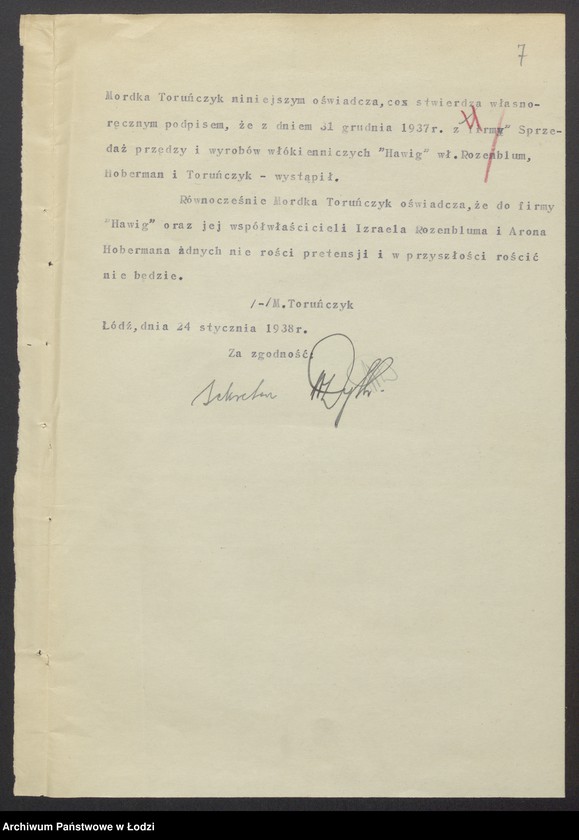 7
Mordka Toruńczyk niniejszym oświadcza,cox stwierdza własno-
ręcznym podpisem, że z dniem 31 grudnia 1937r. z "firmy" Sprze-
daż przędzy i wyrobów włókienniczych "Hawig" wł.Rozenblum,
Hoberman i Toruńczyk - wystąpił.
Równocześnie Mordka Toruńczyk oświadcza,że do firmy
"Hawig" oraz jej współwłaścicieli Izraela Rozenbluma i Arona
Hobermana żadnych nie rości pretensji i w przyszłości rościć
nie będzie.
/-/M.Toruńczyk
Łódź,dnia 24 stycznia 1938r.
Za zgodność:
Sekretarz
Archiwum Państwowe w Łodzi